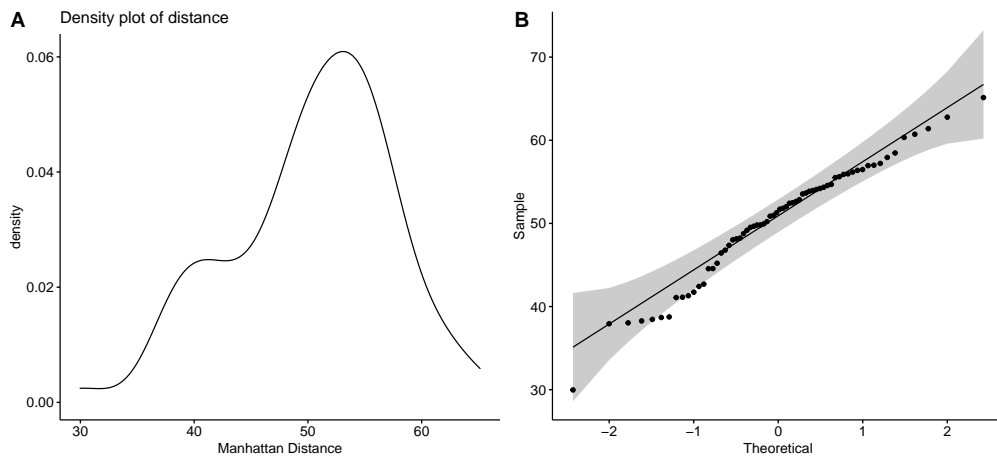 A
Density plot of distance
0.06
0.04
0.02
0.00
density
30
40
50
60
Manhattan Distance
B
70
60
50
40
30
Sample
−2
−1
0
1
2
Theoretical